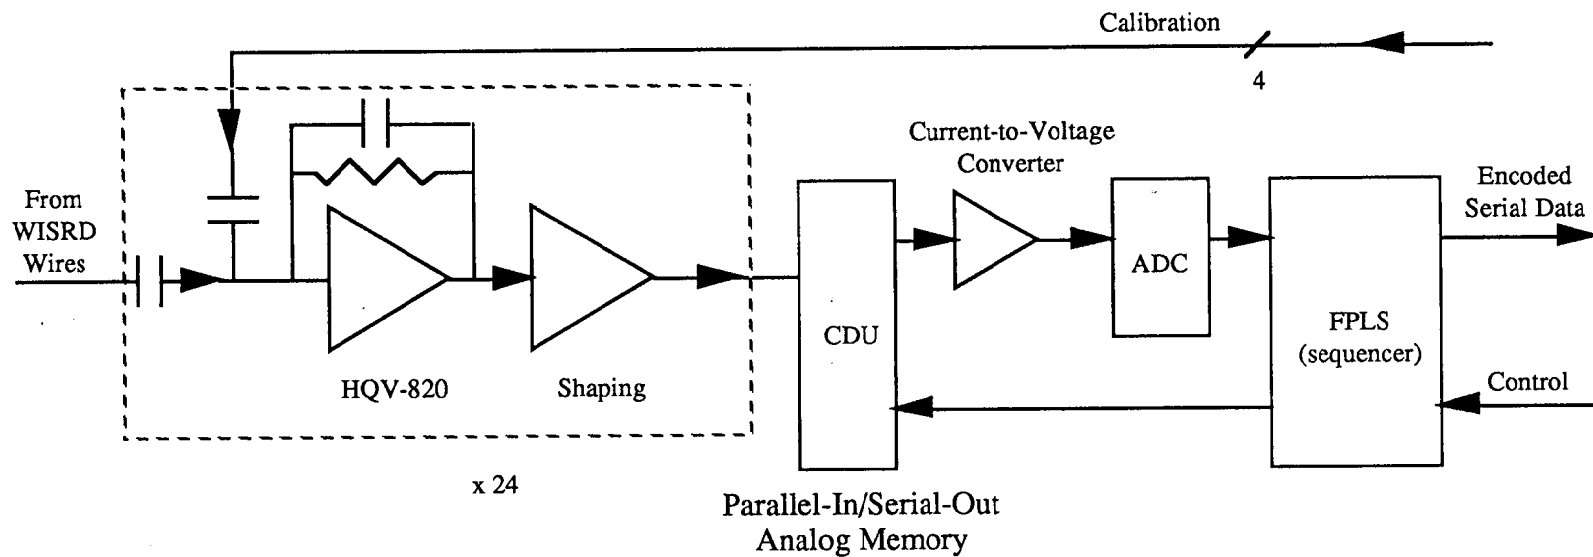 Calibration
4
Current-to-Voltage
Converter
From
WISRD
Wires
Encoded
Serial Data
ADC
CDU
FPLS
(sequencer)
HQV-820
Shaping
Control
x 24
Parallel-In/Serial-Out
Analog Memory